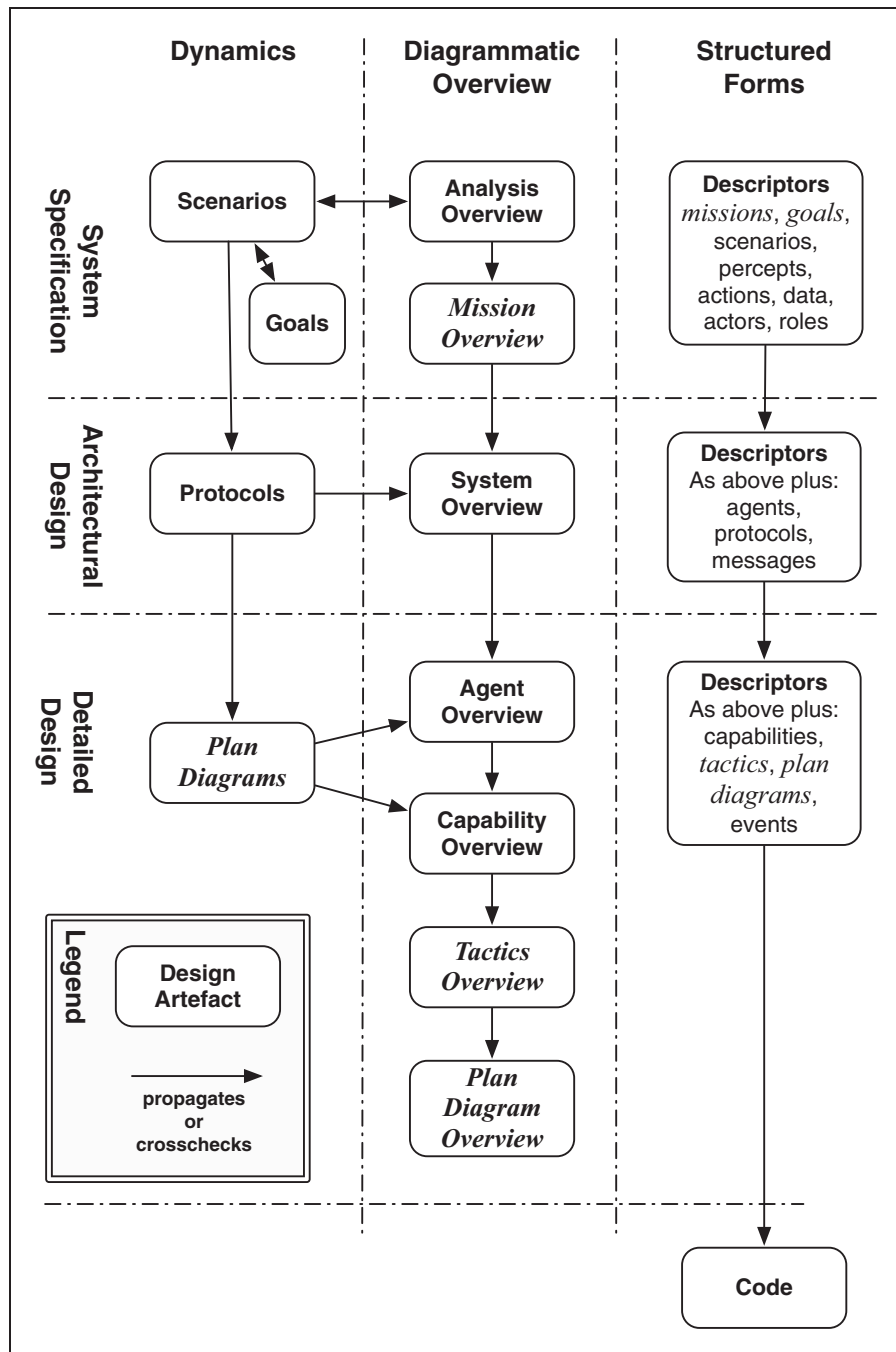 Dynamics
Diagrammatic
Overview
Structured
Forms
System
Specification
Scenarios
Goals
Analysis
Overview
Mission
Overview
Descriptors
missions, goals,
scenarios,
percepts,
actions, data,
actors, roles
Architectural
Design
Protocols
System
Overview
Descriptors
As above plus:
agents,
protocols,
messages
Detailed
Design
Plan
Diagrams
Agent
Overview
Capability
Overview
Tactics
Overview
Plan
Diagram
Overview
Descriptors
As above plus:
capabilities,
tactics, plan
diagrams,
events
Legend
Design
Artefact
propagates
or
crosschecks
Code